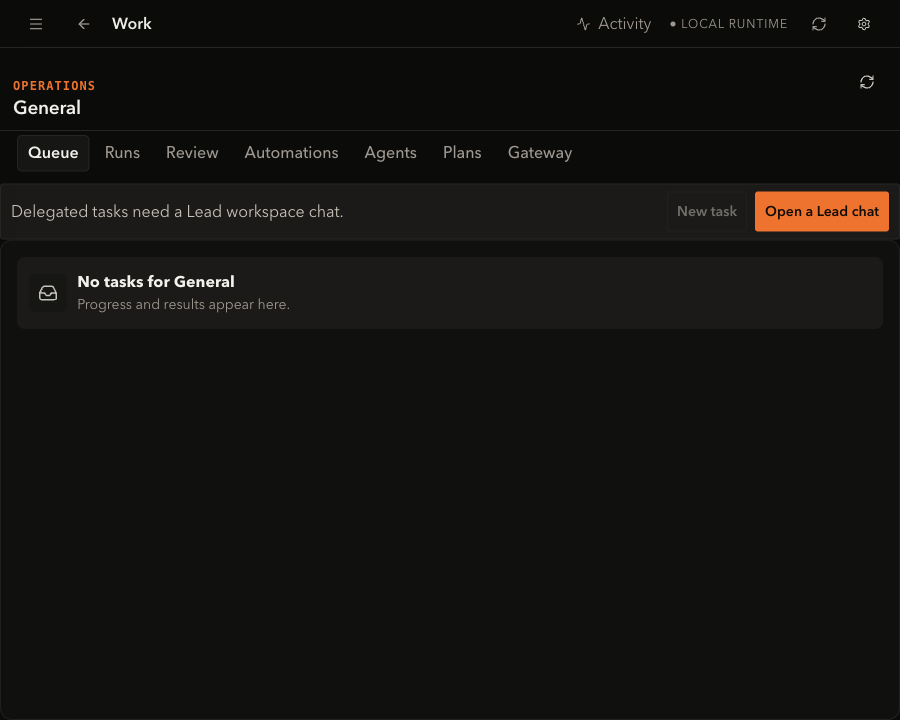 Work
Activity
LOCAL RUNTIME
OPERATIONS
General
Queue
Runs
Review
Automations
Agents
Plans
Gateway
Delegated tasks need a Lead workspace chat.
New task
Open a Lead chat
No tasks for General
Progress and results appear here.